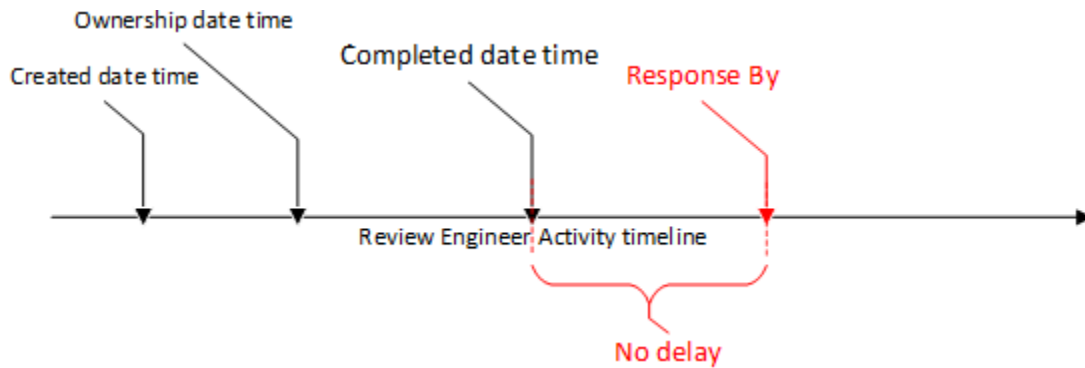 Ownership date time
Created date time
Completed date time
Response By
Review Engineer Activity timeline
No delay